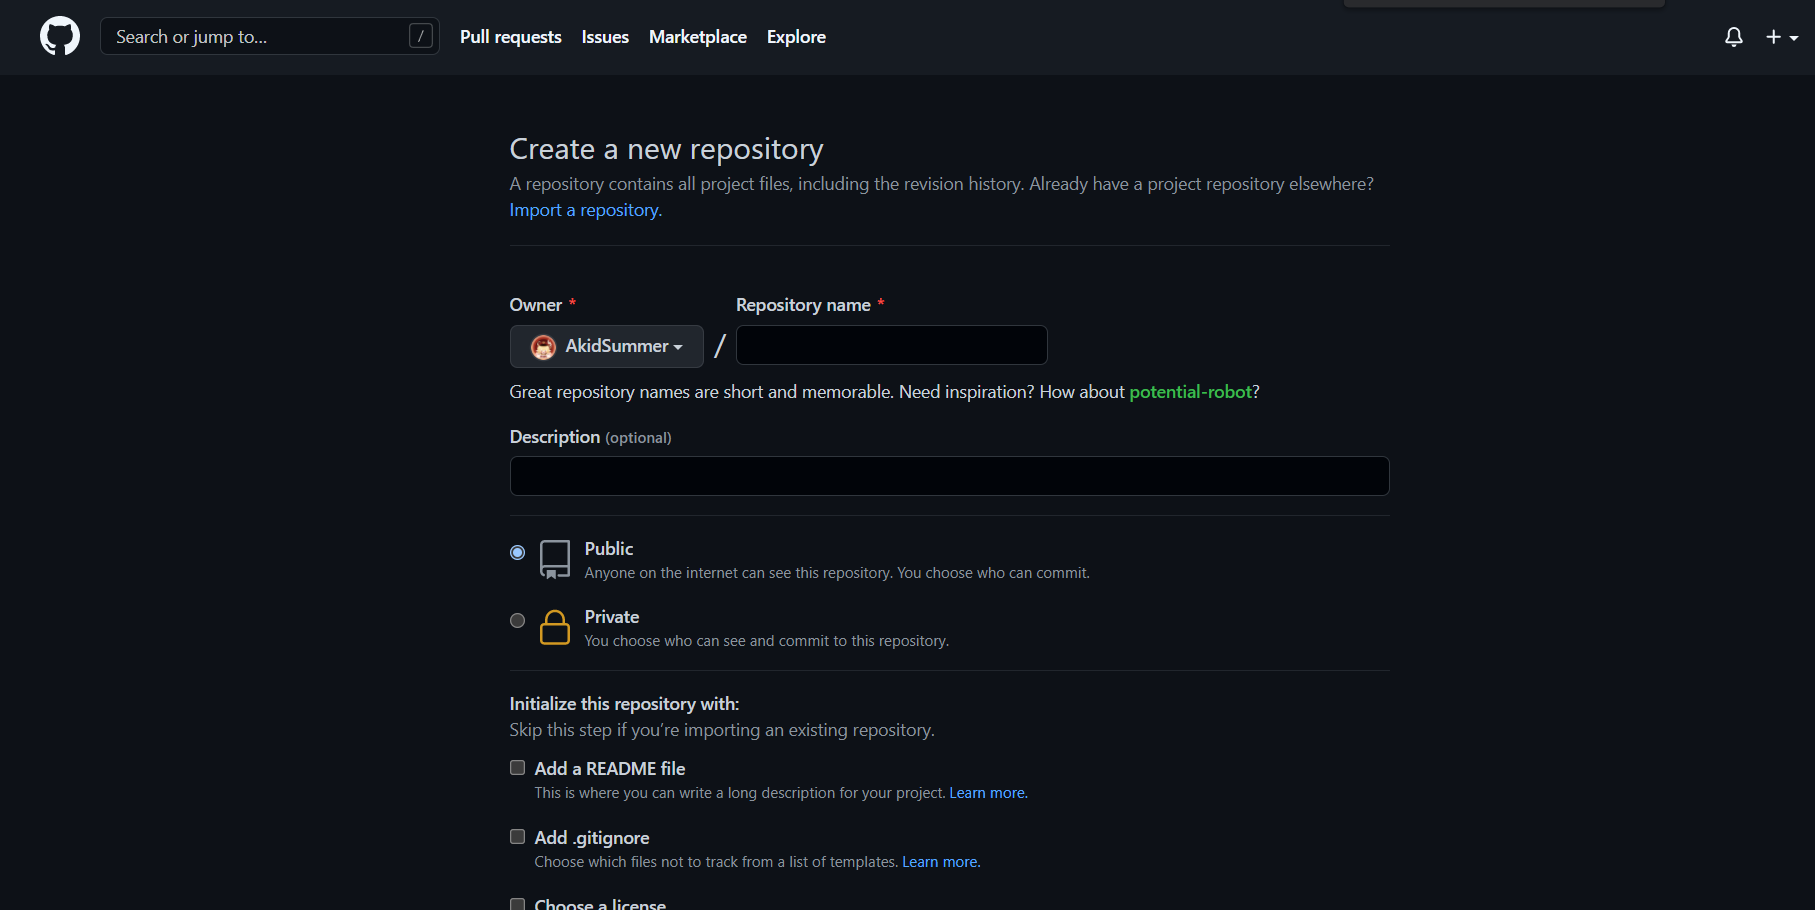 Search or jump to... /
Pull requests Issues Marketplace Explore
Create a new repository
A repository contains all project files, including the revision history. Already have a project repository elsewhere?
Import a repository.
Owner * Repository name *
AkidSummer /
Great repository names are short and memorable. Need inspiration? How about potential-robot?
Description (optional)
Public
Anyone on the internet can see this repository. You choose who can commit.
Private
You choose who can see and commit to this repository.
Initialize this repository with:
Skip this step if you’re importing an existing repository.
Add a README file
This is where you can write a long description for your project. Learn more.
Add .gitignore
Choose which files not to track from a list of templates. Learn more.
Choose a license